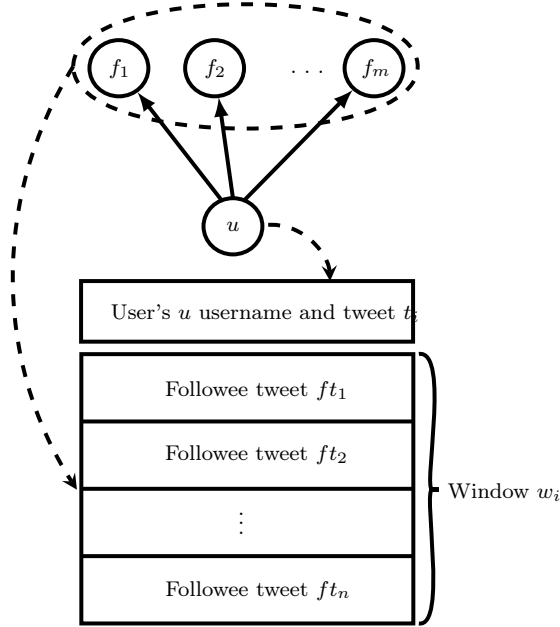 f1 f2 . . . fm
u
User's u username and tweet ti
Followee tweet ft1
Followee tweet ft2
⋮
Window wi
Followee tweet ftn